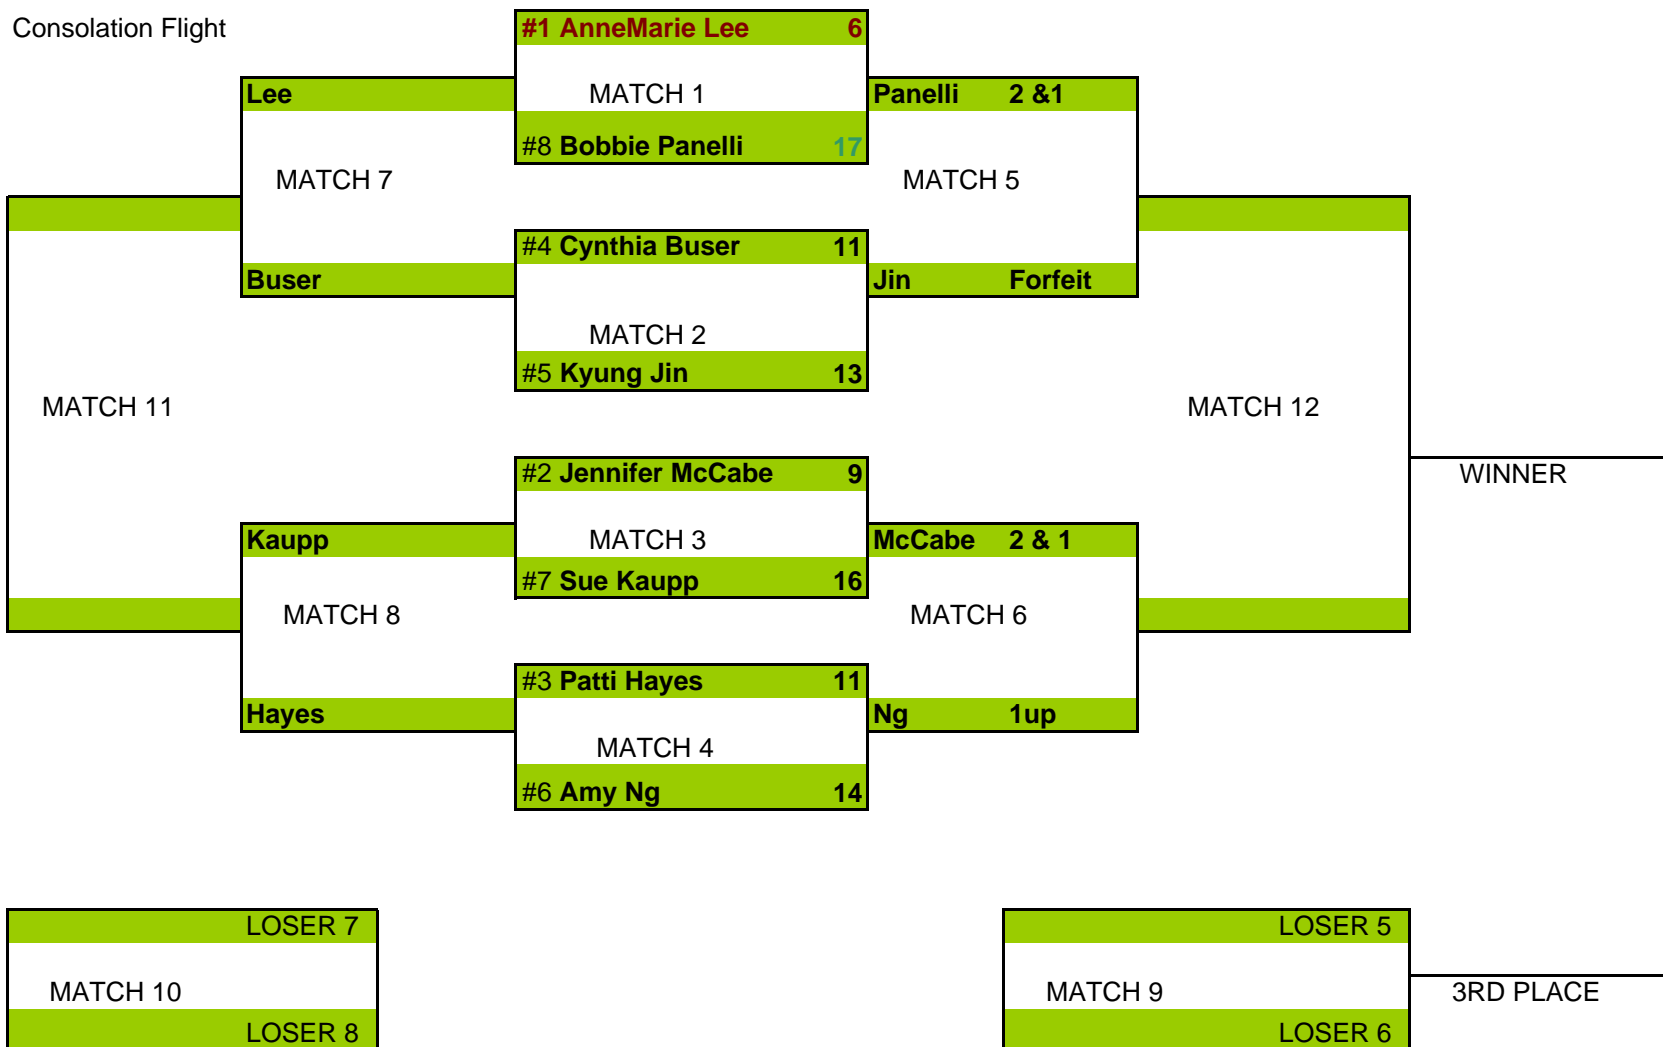 Consolation Flight
#1 AnneMarie Lee 6
Lee MATCH 1 Panelli 2 &1
#8 Bobbie Panelli 17
MATCH 7 MATCH 5
#4 Cynthia Buser 11
Buser Jin Forfeit
MATCH 2
#5 Kyung Jin 13
MATCH 11 MATCH 12
#2 Jennifer McCabe 9 WINNER
Kaupp MATCH 3 McCabe 2 & 1
#7 Sue Kaupp 16
MATCH 8 MATCH 6
#3 Patti Hayes 11
Hayes Ng 1up
MATCH 4
#6 Amy Ng 14
LOSER 7 LOSER 5
MATCH 10 MATCH 9 3RD PLACE
LOSER 8 LOSER 6